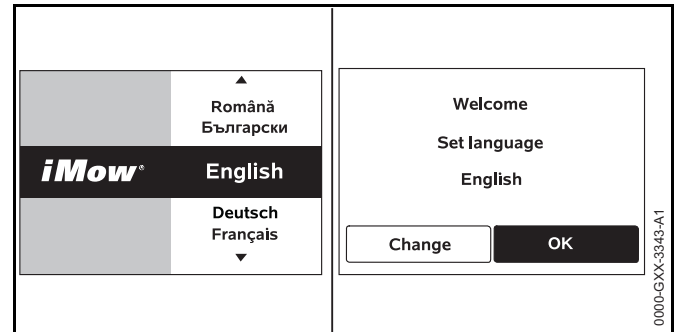 ▲
Română
Български
iMow®
English
Deutsch
Français
▼
Welcome
Set language
English
Change
OK
0000-GXX-3343-A1